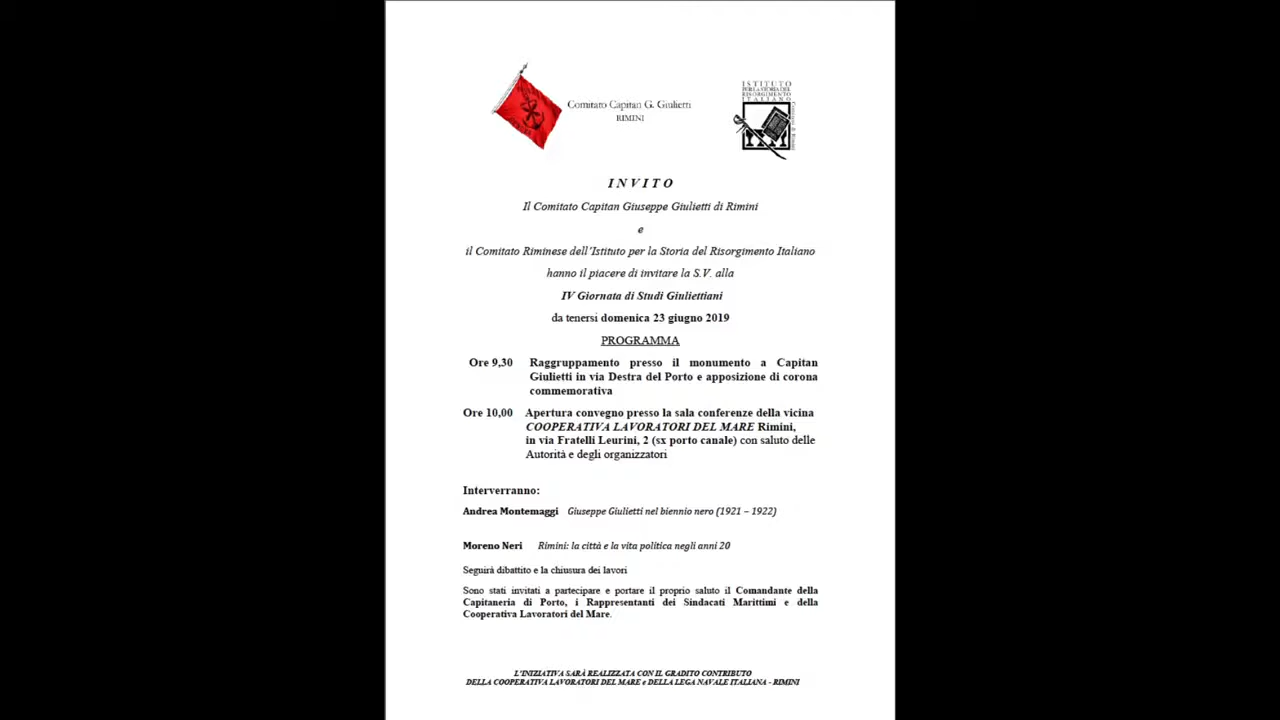 Comitato Capitan G. Giulietti
RIMINI
ISTITUTO
PER LA STORIA DEL
RISORGIMENTO
ITALIANO
I N V I T O
Il Comitato Capitan Giuseppe Giulietti di Rimini
e
il Comitato Riminese dell'Istituto per la Storia del Risorgimento Italiano
hanno il piacere di invitare la S.V. alla
IV Giornata di Studi Giuliettiani
da tenersi domenica 23 giugno 2019
PROGRAMMA
Ore 9,30 Raggruppamento presso il monumento a Capitan
Giulietti in via Destra del Porto e apposizione di corona
commemorativa
Ore 10,00 Apertura convegno presso la sala conferenze della vicina
COOPERATIVA LAVORATORI DEL MARE Rimini,
in via Fratelli Leurini, 2 (sx porto canale) con saluto delle
Autorità e degli organizzatori
Interverranno:
Andrea Montemaggi Giuseppe Giulietti nel biennio nero (1921 – 1922)
Moreno Neri Rimini: la città e la vita politica negli anni 20
Seguirà dibattito e la chiusura dei lavori
Sono stati invitati a partecipare e portare il proprio saluto il Comandante della
Capitaneria di Porto, i Rappresentanti dei Sindacati Marittimi e della
Cooperativa Lavoratori del Mare.
L'INIZIATIVA SARÀ REALIZZATA CON IL GRADITO CONTRIBUTO
DELLA COOPERATIVA LAVORATORI DEL MARE e DELLA LEGA NAVALE ITALIANA - RIMINI